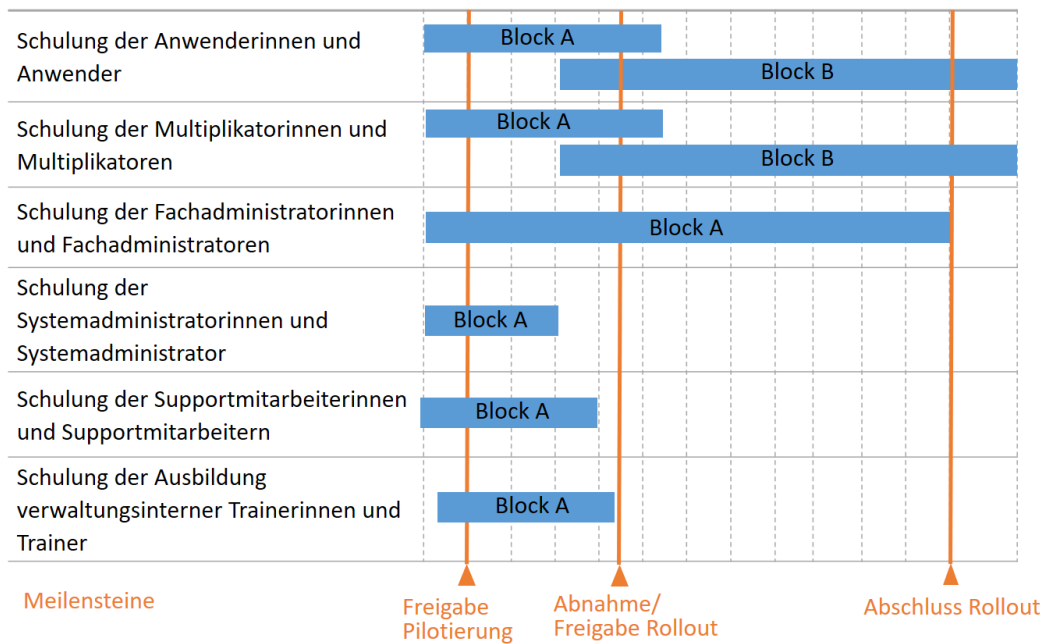 Schulung der Anwenderinnen und
Anwender
Block A
Block B
Schulung der Multiplikatorinnen und
Multiplikatoren
Block A
Block B
Schulung der Fachadministratorinnen
und Fachadministratoren
Block A
Schulung der
Systemadministratorinnen und
Systemadministrator
Block A
Schulung der Supportmitarbeiterinnen
und Supportmitarbeitern
Block A
Schulung der Ausbildung
verwaltungsinterner Trainerinnen und
Trainer
Block A
Meilensteine
Freigabe
Pilotierung
Abnahme/
Freigabe Rollout
Abschluss Rollout